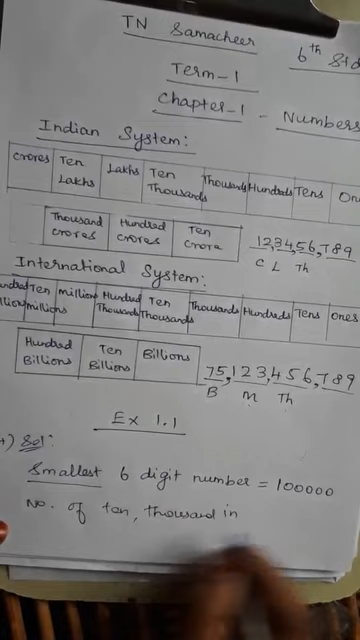 TN Samacheer 6th Std
Term-1
Chapter-1 - Numbers
Indian System:
Crores Ten Lakhs Lakhs Ten Thousands Thousands Hundreds Tens One
Thousand Crores Hundred Crores Ten Crore
12,34,56,789
C L Th
International System:
Ten millions millions Hundred Thousands Ten Thousands Thousands Hundreds Tens Ones
Hundred Billions Ten Billions Billions
75,123,456,789
B M Th
Ex 1.1
) Sol:
Smallest 6 digit number = 100000
No. of ten, thousand in